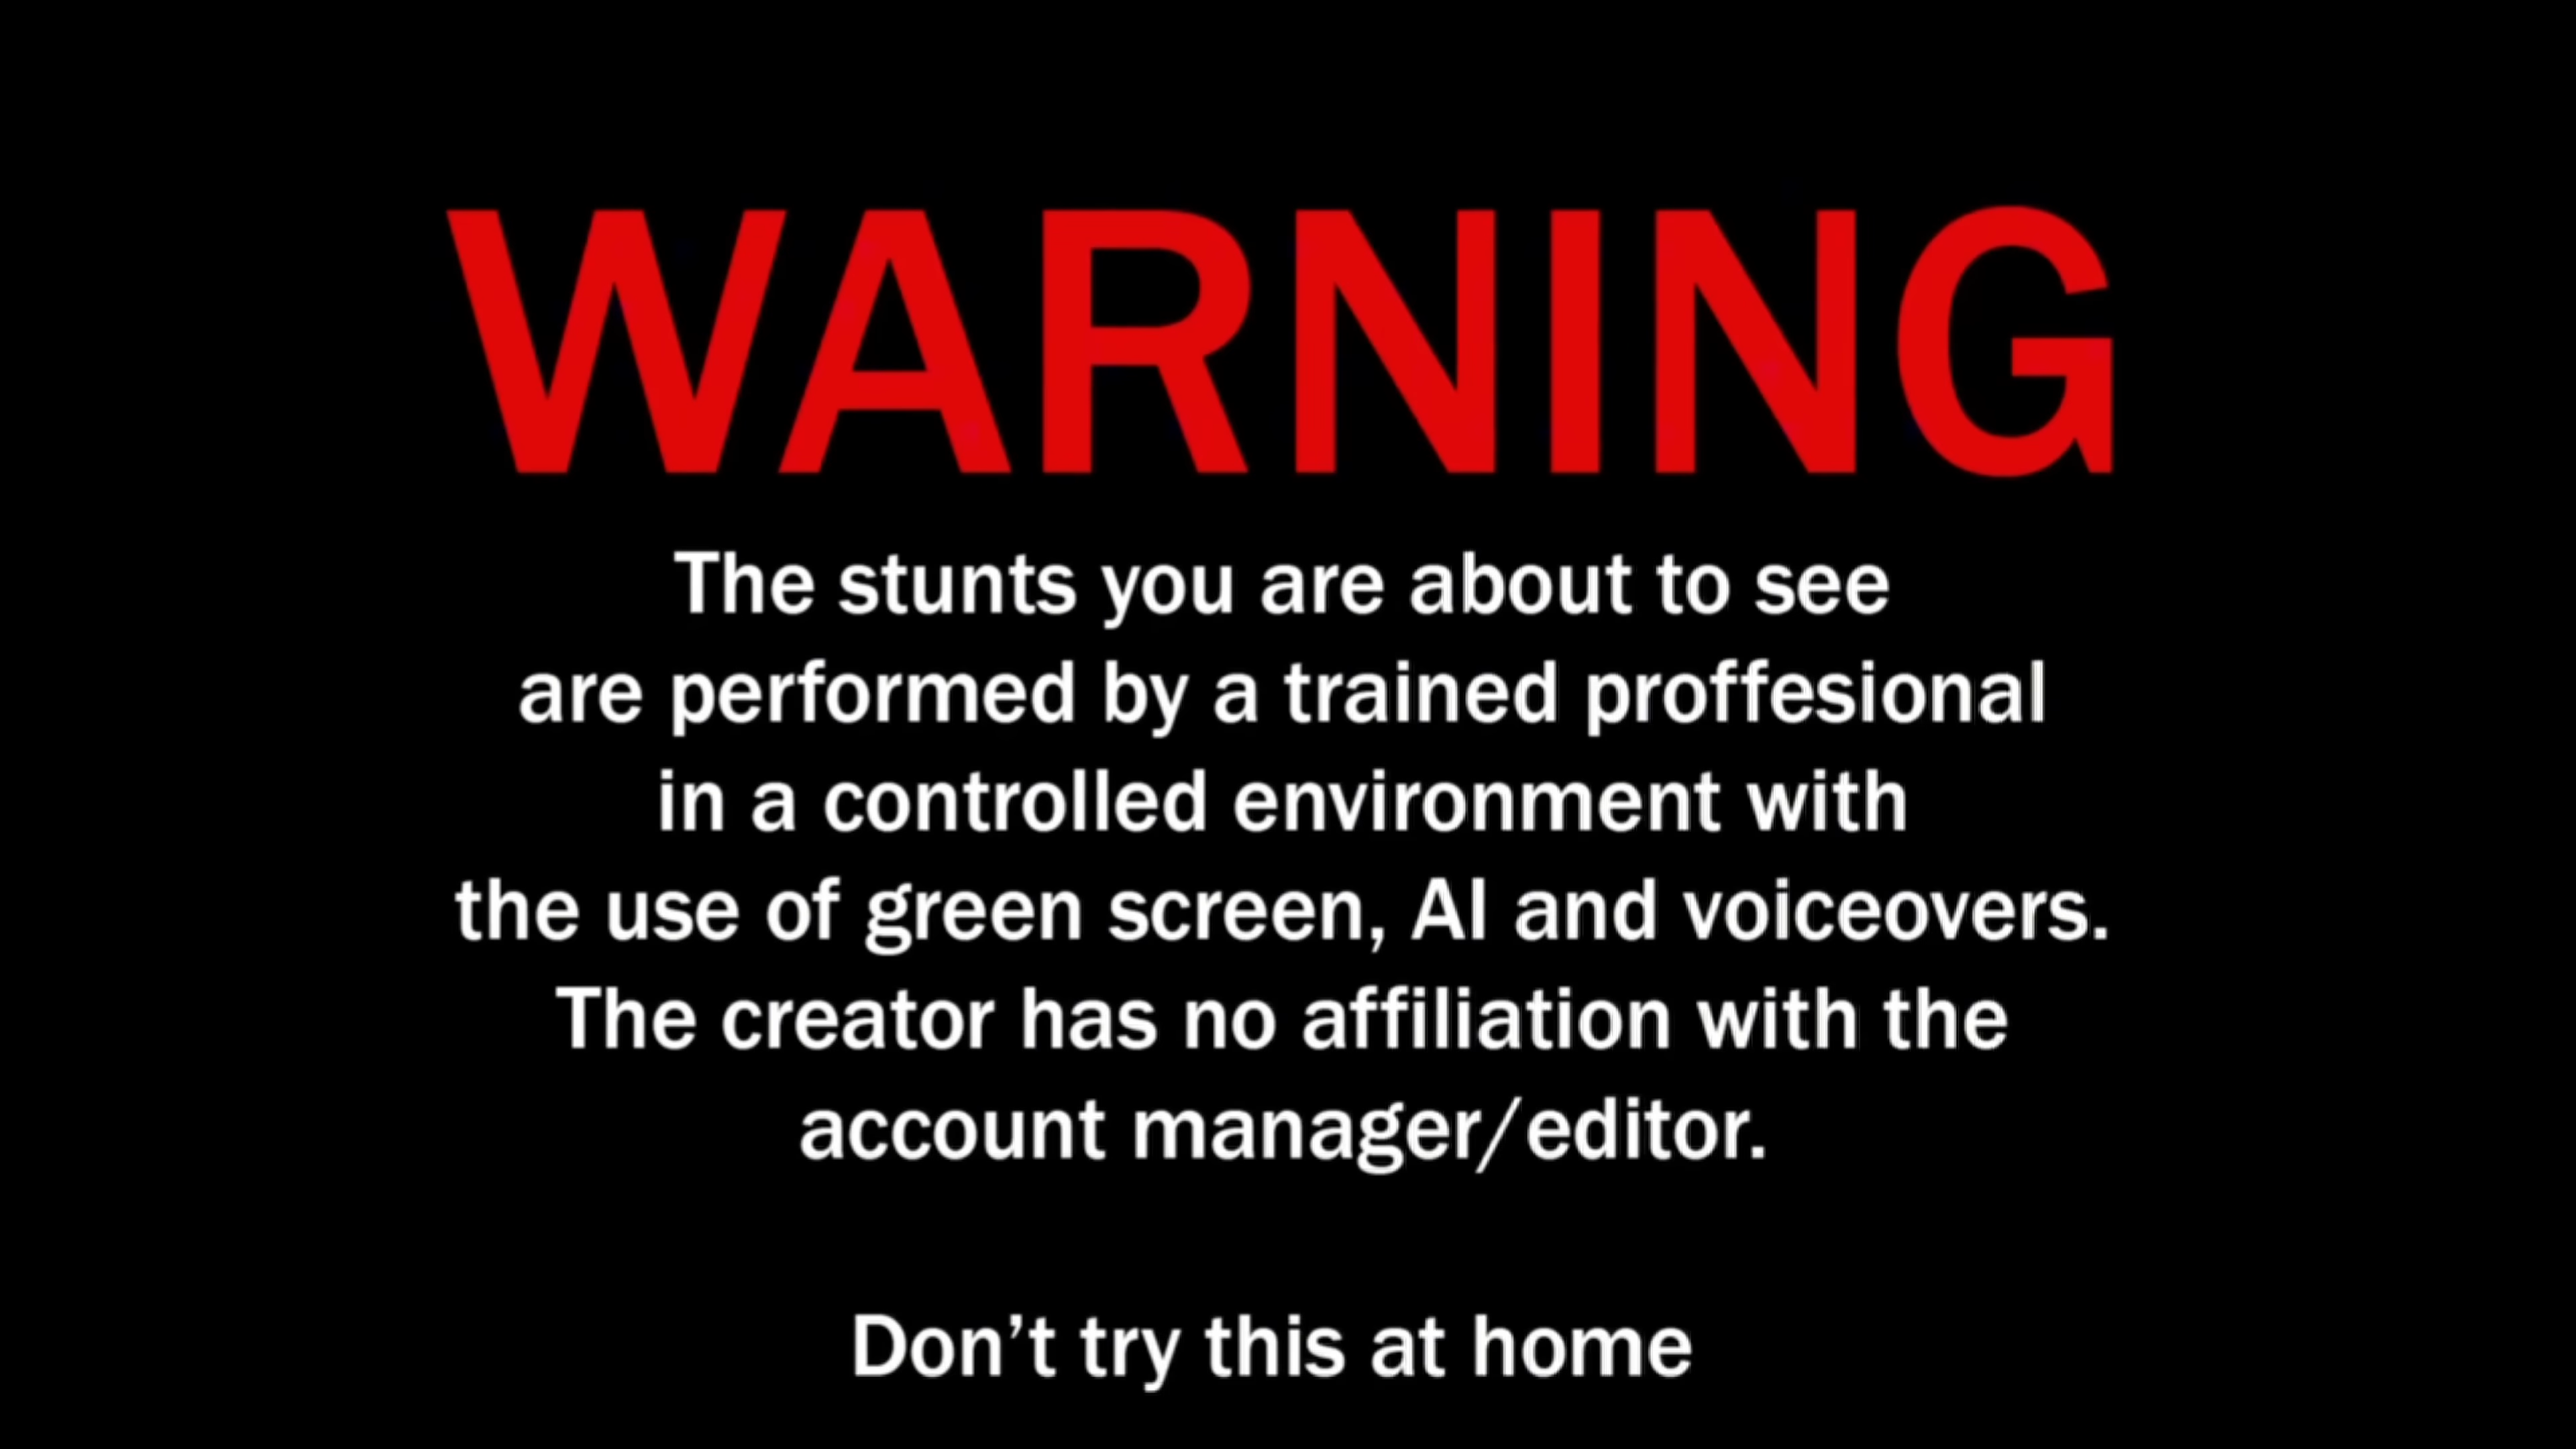 WARNING
The stunts you are about to see
are performed by a trained proffesional
in a controlled environment with
the use of green screen, AI and voiceovers.
The creator has no affiliation with the
account manager/editor.
Don’t try this at home